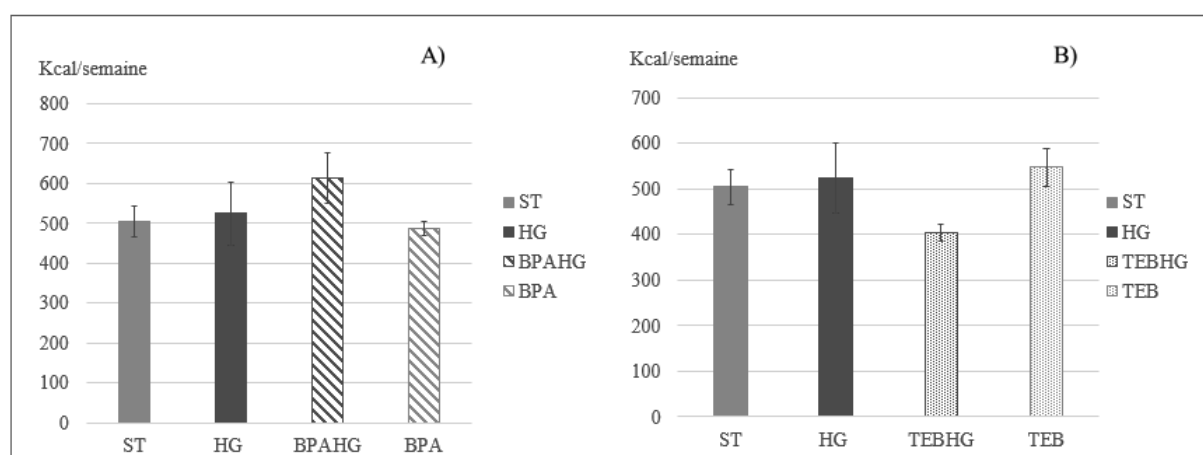 A)
Kcal/semaine
800
700
600
500
400
300
200
100
0
ST
HG
BPAHG
BPA
ST
HG
BPAHG
BPA
B)
Kcal/semaine
700
600
500
400
300
200
100
0
ST
HG
TEBHG
TEB
ST
HG
TEBHG
TEB